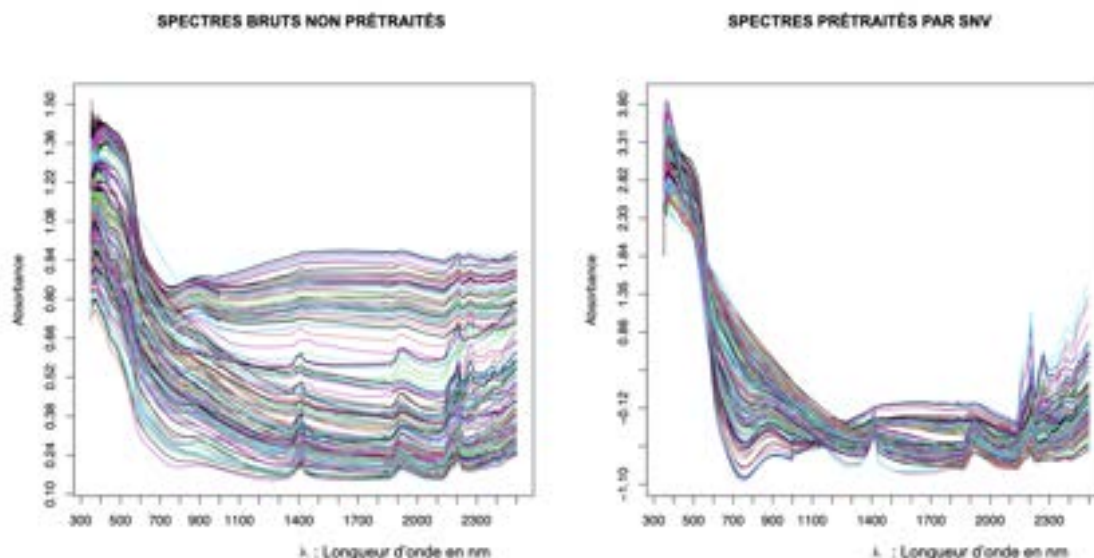 SPECTRES BRUTS NON PRÉTRAITÉS
Absorbance
1.50
1.36
1.22
1.08
0.94
0.80
0.66
0.52
0.38
0.24
0.10
300 500 700 900 1100 1400 1700 2000 2300
λ : Longueur d'onde en nm
SPECTRES PRÉTRAITÉS PAR SNV
Absorbance
3.80
3.31
2.82
2.33
1.84
1.35
0.86
−0.12
−1.10
300 500 700 900 1100 1400 1700 2000 2300
λ : Longueur d'onde en nm